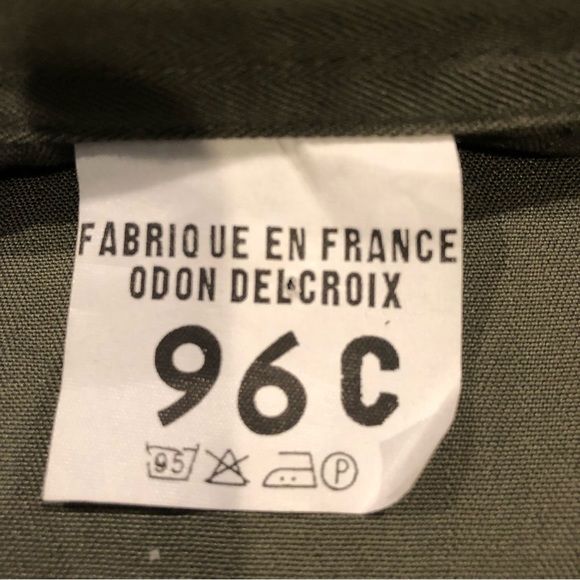 FABRIQUE EN FRANCE
ODON DELCROIX
96 C
95 P